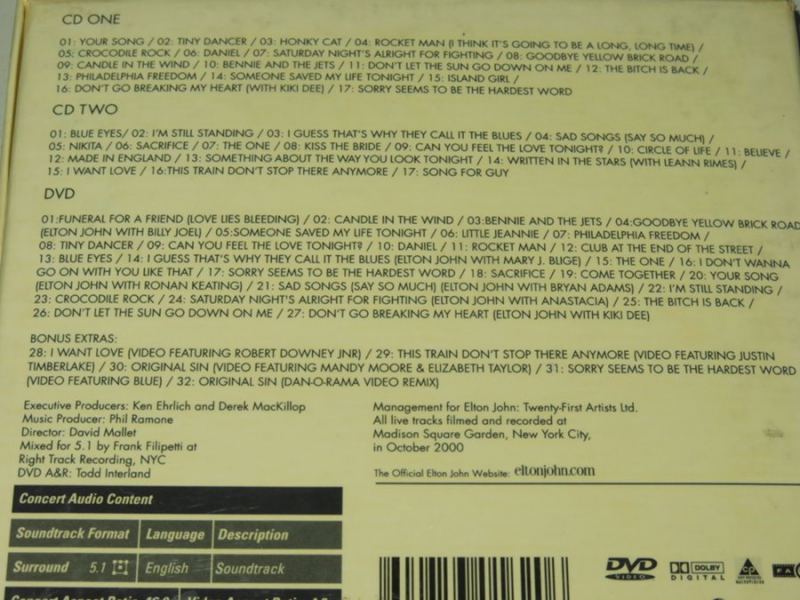 CD ONE
01: YOUR SONG / 02: TINY DANCER / 03: HONKY CAT / 04: ROCKET MAN (I THINK IT'S GOING TO BE A LONG, LONG TIME) /
05: CROCODILE ROCK / 06: DANIEL / 07: SATURDAY NIGHT'S ALRIGHT FOR FIGHTING / 08: GOODBYE YELLOW BRICK ROAD /
09: CANDLE IN THE WIND / 10: BENNIE AND THE JETS / 11: DON'T LET THE SUN GO DOWN ON ME / 12: THE BITCH IS BACK /
13: PHILADELPHIA FREEDOM / 14: SOMEONE SAVED MY LIFE TONIGHT / 15: ISLAND GIRL /
16: DON'T GO BREAKING MY HEART (WITH KIKI DEE) / 17: SORRY SEEMS TO BE THE HARDEST WORD
CD TWO
01: BLUE EYES/ 02: I'M STILL STANDING / 03: I GUESS THAT'S WHY THEY CALL IT THE BLUES / 04: SAD SONGS (SAY SO MUCH) /
05: NIKITA / 06: SACRIFICE / 07: THE ONE / 08: KISS THE BRIDE / 09: CAN YOU FEEL THE LOVE TONIGHT? / 10: CIRCLE OF LIFE / 11: BELIEVE /
12: MADE IN ENGLAND / 13: SOMETHING ABOUT THE WAY YOU LOOK TONIGHT / 14: WRITTEN IN THE STARS (WITH LEANN RIMES) /
15: I WANT LOVE / 16:THIS TRAIN DON'T STOP THERE ANYMORE / 17: SONG FOR GUY
DVD
01:FUNERAL FOR A FRIEND (LOVE LIES BLEEDING) / 02: CANDLE IN THE WIND / 03:BENNIE AND THE JETS / 04:GOODBYE YELLOW BRICK ROAD
(ELTON JOHN WITH BILLY JOEL) / 05:SOMEONE SAVED MY LIFE TONIGHT / 06: LITTLE JEANNIE / 07: PHILADELPHIA FREEDOM /
08: TINY DANCER / 09: CAN YOU FEEL THE LOVE TONIGHT? / 10: DANIEL / 11: ROCKET MAN / 12: CLUB AT THE END OF THE STREET /
13: BLUE EYES / 14: I GUESS THAT'S WHY THEY CALL IT THE BLUES (ELTON JOHN WITH MARY J. BLIGE) / 15: THE ONE / 16: I DON'T WANNA
GO ON WITH YOU LIKE THAT / 17: SORRY SEEMS TO BE THE HARDEST WORD / 18: SACRIFICE / 19: COME TOGETHER / 20: YOUR SONG
(ELTON JOHN WITH RONAN KEATING) / 21: SAD SONGS (SAY SO MUCH) (ELTON JOHN WITH BRYAN ADAMS) / 22: I'M STILL STANDING /
23: CROCODILE ROCK / 24: SATURDAY NIGHT'S ALRIGHT FOR FIGHTING (ELTON JOHN WITH ANASTACIA) / 25: THE BITCH IS BACK /
26: DON'T LET THE SUN GO DOWN ON ME / 27: DON'T GO BREAKING MY HEART (ELTON JOHN WITH KIKI DEE)
BONUS EXTRAS:
28: I WANT LOVE (VIDEO FEATURING ROBERT DOWNEY JNR) / 29: THIS TRAIN DON'T STOP THERE ANYMORE (VIDEO FEATURING JUSTIN
TIMBERLAKE) / 30: ORIGINAL SIN (VIDEO FEATURING MANDY MOORE & ELIZABETH TAYLOR) / 31: SORRY SEEMS TO BE THE HARDEST WORD
(VIDEO FEATURING BLUE) / 32: ORIGINAL SIN (DAN-O-RAMA VIDEO REMIX)
Executive Producers: Ken Ehrlich and Derek MacKillop
Music Producer: Phil Ramone
Director: David Mallet
Mixed for 5.1 by Frank Filipetti at
Right Track Recording, NYC
DVD A&R: Todd Interland
Management for Elton John: Twenty-First Artists Ltd.
All live tracks filmed and recorded at
Madison Square Garden, New York City,
in October 2000
The Official Elton John Website: eltonjohn.com
Concert Audio Content
Soundtrack Format Language Description
Surround 5.1 English Soundtrack
DVD VIDEO
DOLBY DIGITAL